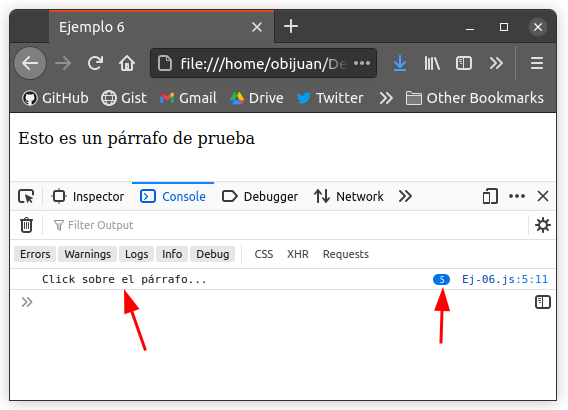 Ejemplo 6
file:///home/obijuan/De
GitHub Gist Gmail Drive Twitter Other Bookmarks
Esto es un párrafo de prueba
Inspector Console Debugger Network
Filter Output
Errors Warnings Logs Info Debug CSS XHR Requests
Click sobre el párrafo... 5 Ej-06.js:5:11